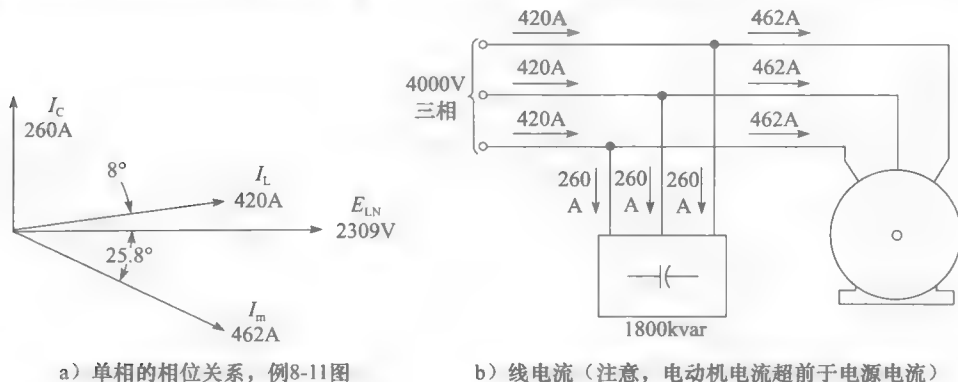 I_C
260A
8°
I_L
420A
E_LN
2309V
25.8°
I_m
462A
a）单相的相位关系，例8-11图
4000V
三相
420A
462A
420A
462A
420A
462A
260
A
260
A
260
A
1800kvar
b）线电流（注意，电动机电流超前于电源电流）